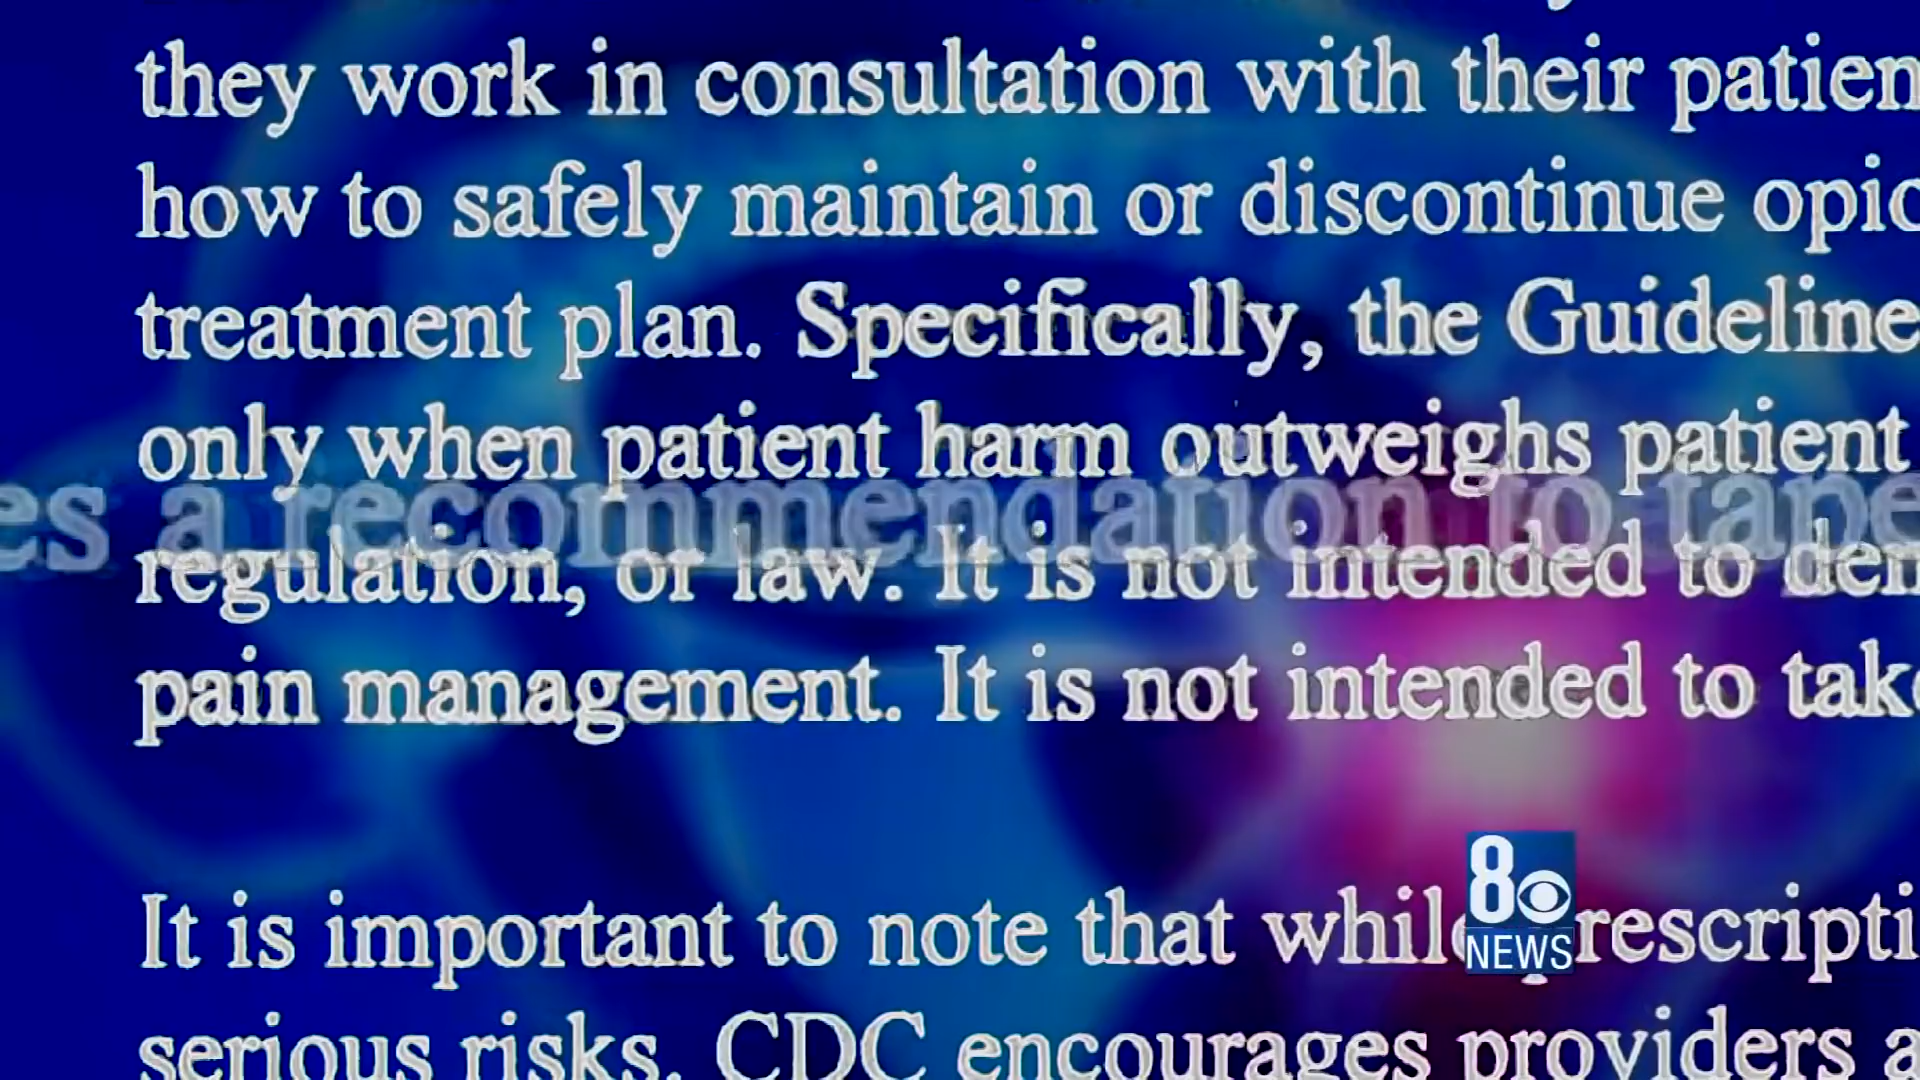 they work in consultation with their patien
how to safely maintain or discontinue opio
treatment plan. Specifically, the Guideline
only when patient harm outweighs patient
es a recommendation to tape
regulation, or law. It is not intended to den
pain management. It is not intended to take
It is important to note that while prescripti
serious risks. CDC encourages providers a
8
NEWS